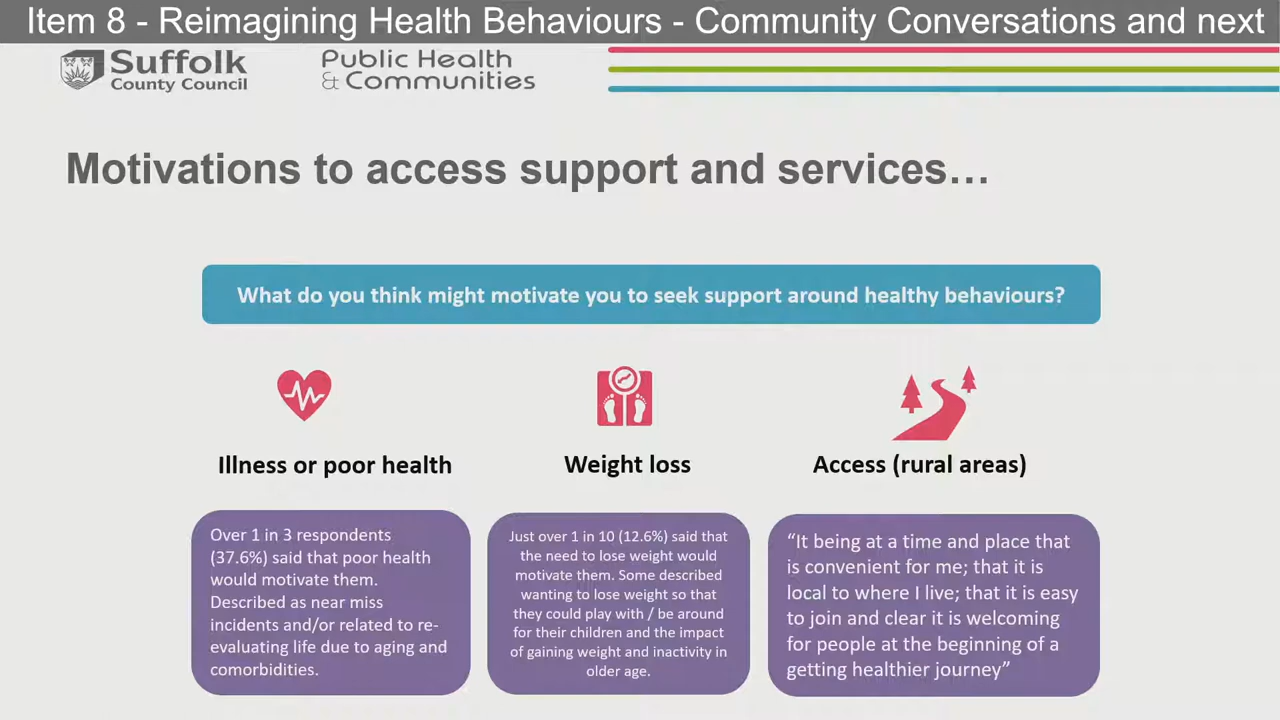 Item 8 - Reimagining Health Behaviours - Community Conversations and next
Suffolk
County Council
Public Health
& Communities
Motivations to access support and services…
What do you think might motivate you to seek support around healthy behaviours?
Illness or poor health
Weight loss
Access (rural areas)
Over 1 in 3 respondents
(37.6%) said that poor health
would motivate them.
Described as near miss
incidents and/or related to re-
evaluating life due to aging and
comorbidities.
Just over 1 in 10 (12.6%) said that
the need to lose weight would
motivate them. Some described
wanting to lose weight so that
they could play with / be around
for their children and the impact
of gaining weight and inactivity in
older age.
“It being at a time and place that
is convenient for me; that it is
local to where I live; that it is easy
to join and clear it is welcoming
for people at the beginning of a
getting healthier journey”